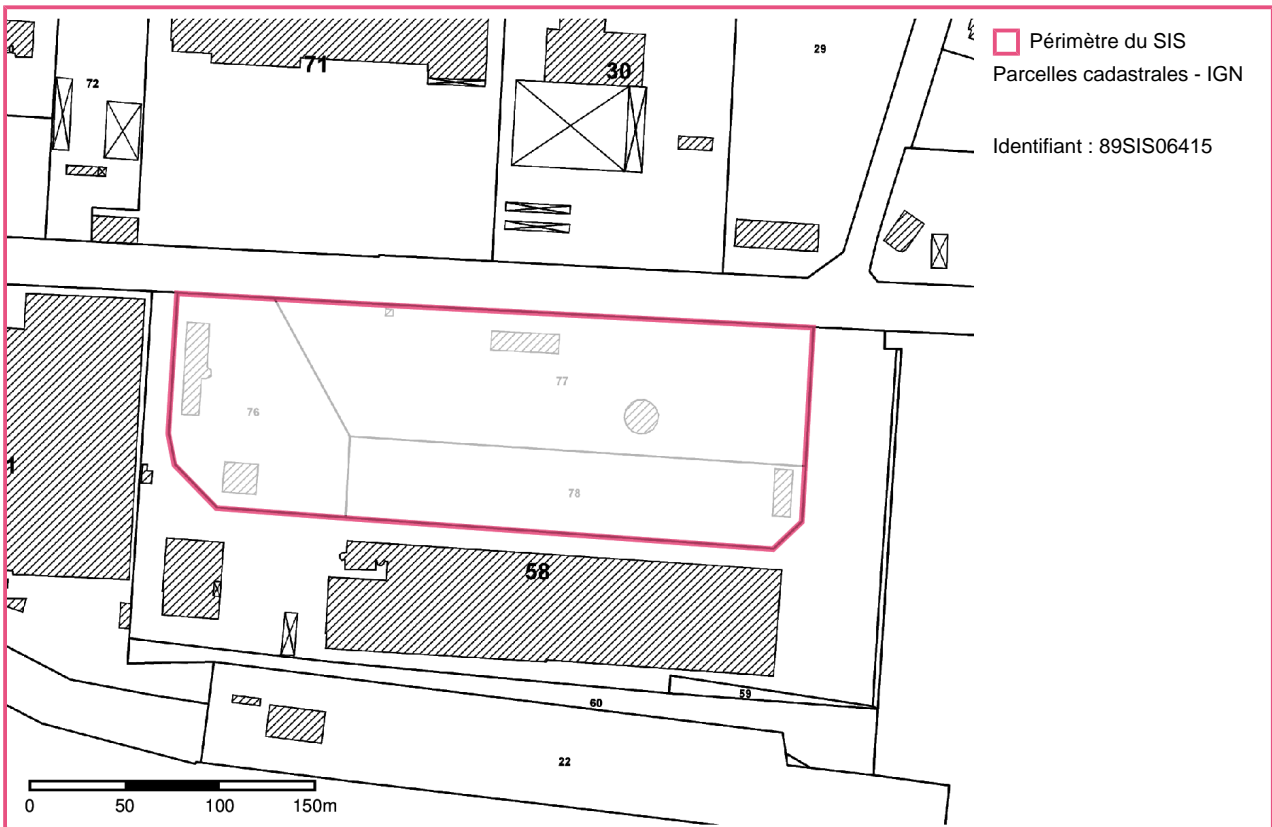 Périmètre du SIS
Parcelles cadastrales - IGN
Identifiant : 89SIS06415
71
30
29
72
77
76
78
58
59
60
22
0 50 100 150m